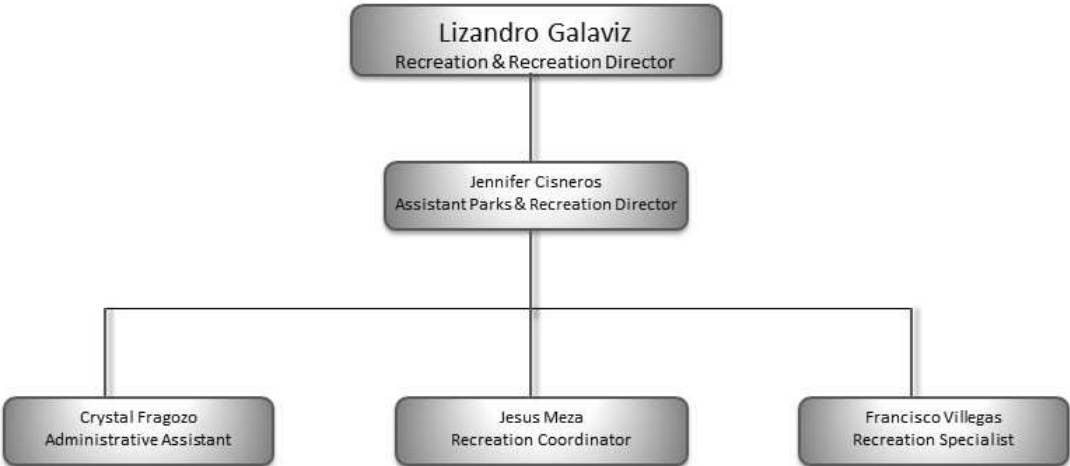 Lizandro Galaviz
Recreation & Recreation Director
Jennifer Cisneros
Assistant Parks & Recreation Director
Crystal Fragozo
Administrative Assistant
Jesus Meza
Recreation Coordinator
Francisco Villegas
Recreation Specialist